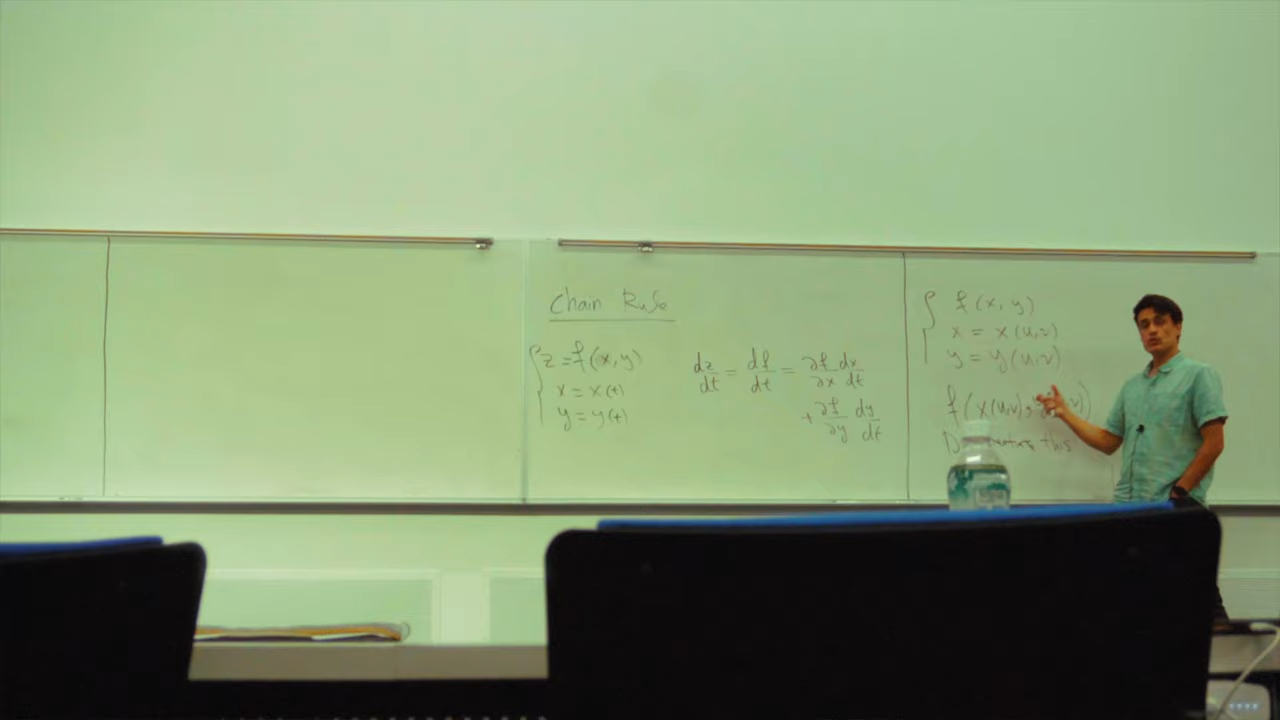 Chain Rule
z = f(x, y)
x = x(t)
y = y(t)
dz/dt = df/dt = ∂f/∂x dx/dt
+ ∂f/∂y dy/dt
f(x, y)
x = x(u,v)
y = y(u,v)
f(x(u,v), y(u,v))
this